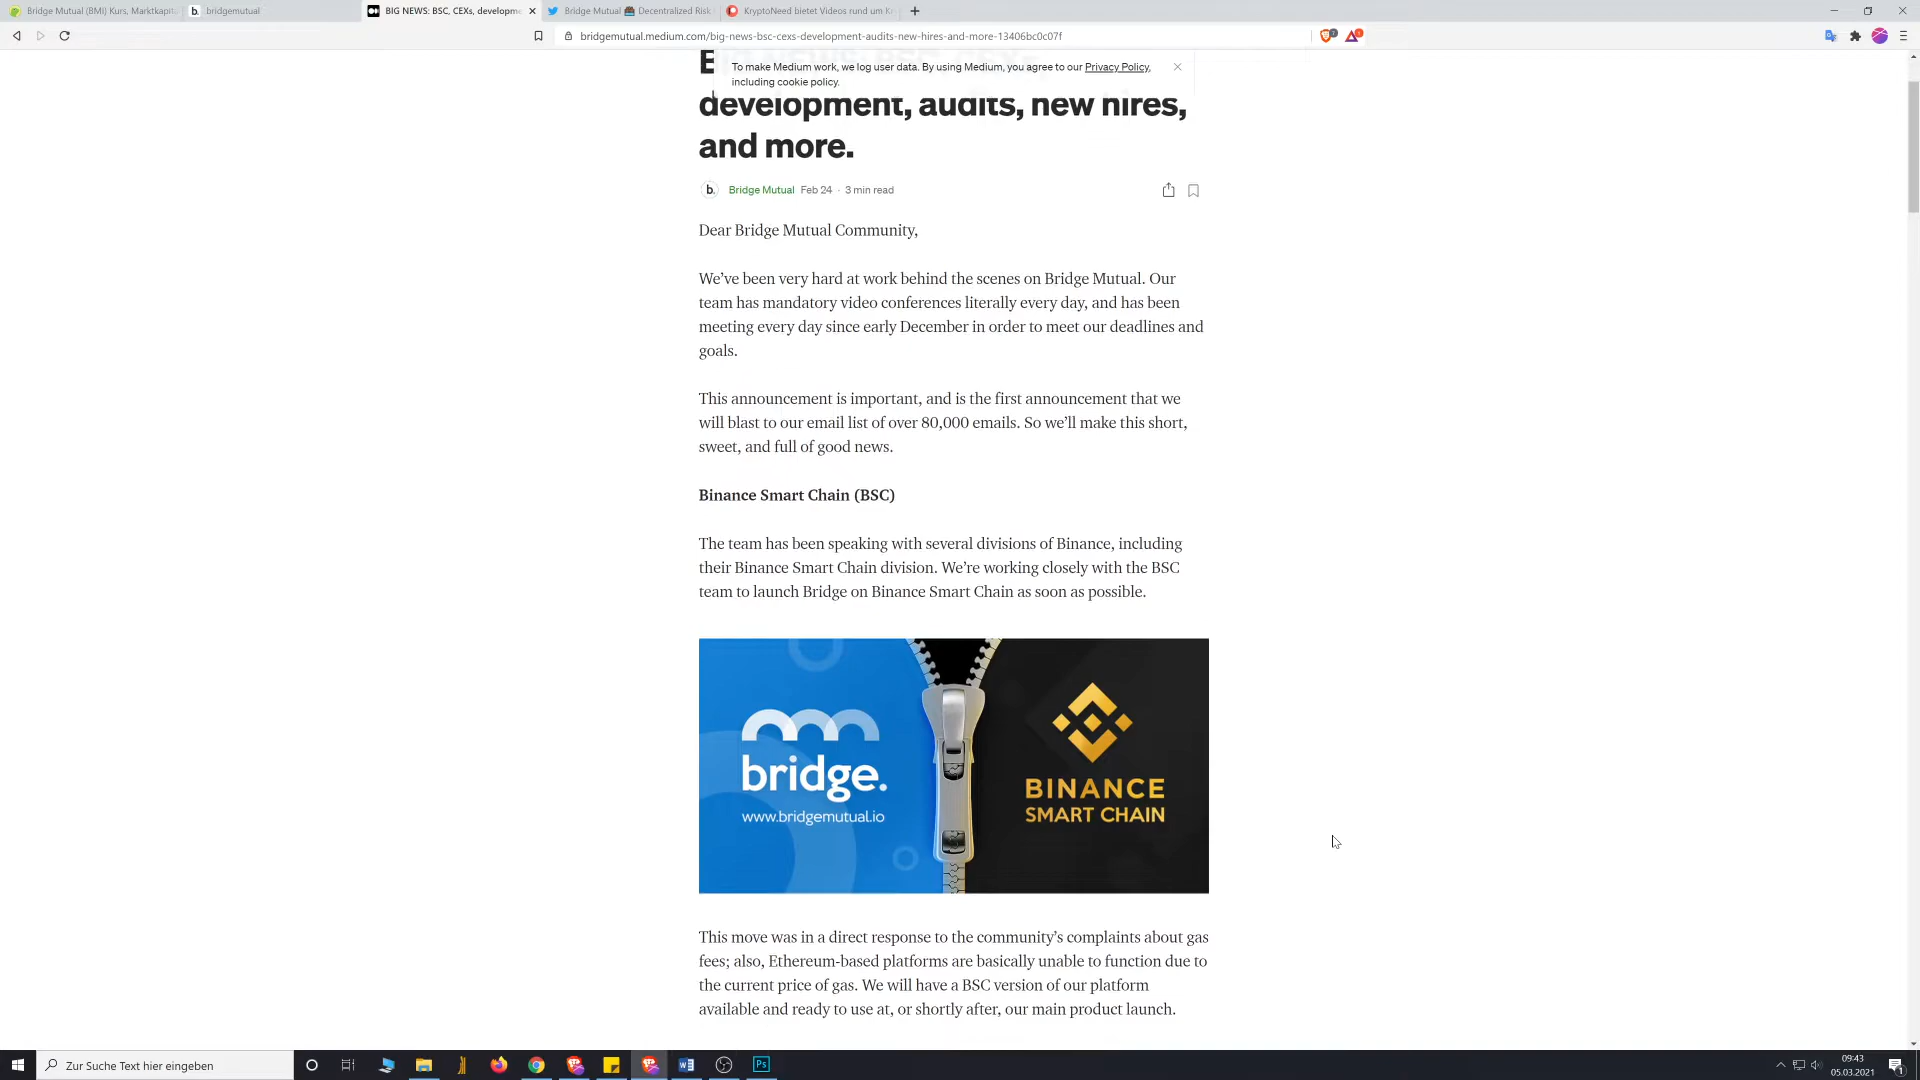 Bridge Mutual (BMI) Kurs, Marktkapit
bridgemutual
BIG NEWS: BSC, CEXs, developme
Bridge Mutual Decentralized Risk
KryptoNeed bietet Videos rund um K
bridgemutual.medium.com/big-news-bsc-cexs-development-audits-new-hires-and-more-13406bc0c07f
To make Medium work, we log user data. By using Medium, you agree to our Privacy Policy,
including cookie policy.
development, audits, new hires,
and more.
b. Bridge Mutual Feb 24 · 3 min read
Dear Bridge Mutual Community,
We’ve been very hard at work behind the scenes on Bridge Mutual. Our
team has mandatory video conferences literally every day, and has been
meeting every day since early December in order to meet our deadlines and
goals.
This announcement is important, and is the first announcement that we
will blast to our email list of over 80,000 emails. So we’ll make this short,
sweet, and full of good news.
Binance Smart Chain (BSC)
The team has been speaking with several divisions of Binance, including
their Binance Smart Chain division. We’re working closely with the BSC
team to launch Bridge on Binance Smart Chain as soon as possible.
bridge.
www.bridgemutual.io
BINANCE
SMART CHAIN
This move was in a direct response to the community’s complaints about gas
fees; also, Ethereum-based platforms are basically unable to function due to
the current price of gas. We will have a BSC version of our platform
available and ready to use at, or shortly after, our main product launch.
Zur Suche Text hier eingeben
Ps
09:43
05.03.2021